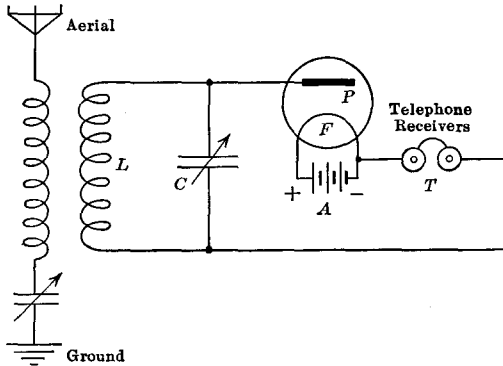 Aerial
P
Telephone
Receivers
F
L
C
T
+ A −
Ground